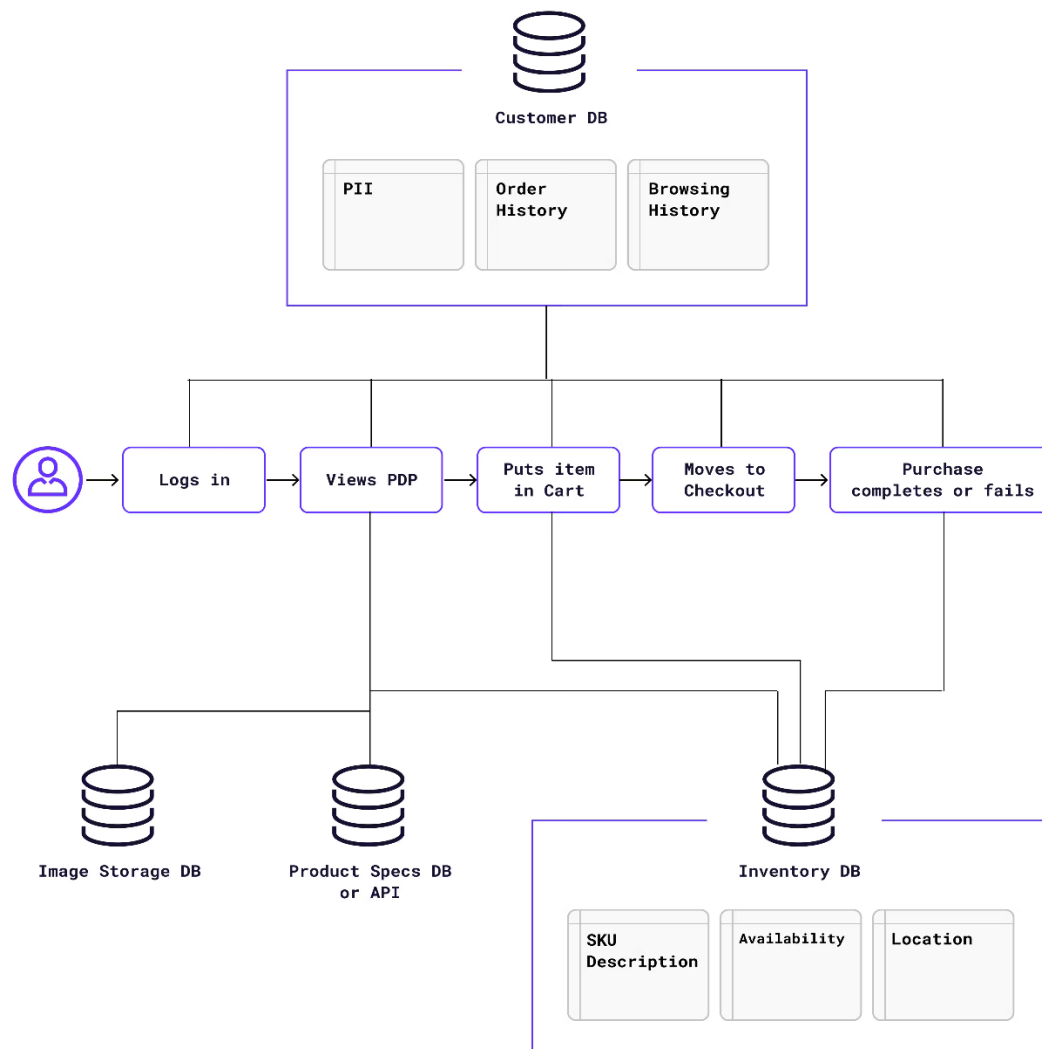 Customer DB
PII
Order
History
Browsing
History
Logs in
Views PDP
Puts item
in Cart
Moves to
Checkout
Purchase
completes or fails
Image Storage DB
Product Specs DB
or API
Inventory DB
SKU
Description
Availability
Location